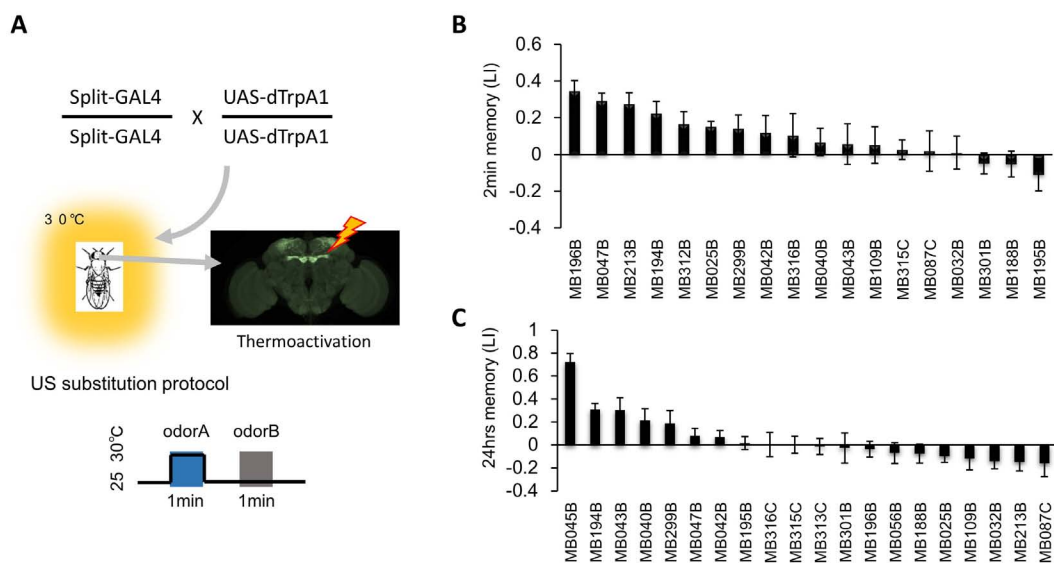 A
Split-GAL4
Split-GAL4
X
UAS-dTrpA1
UAS-dTrpA1
30℃
Thermoactivation
US substitution protocol
25 30℃
odorA
odorB
1min
1min
B
2min memory (LI)
0.6
0.4
0.2
0
-0.2
-0.4
MB196B
MB047B
MB213B
MB194B
MB312B
MB025B
MB299B
MB042B
MB316B
MB040B
MB043B
MB109B
MB315C
MB087C
MB032B
MB301B
MB188B
MB195B
C
24hrs memory (LI)
1
0.8
0.6
0.4
0.2
0
-0.2
-0.4
MB045B
MB194B
MB043B
MB040B
MB299B
MB047B
MB042B
MB195B
MB316C
MB315C
MB313C
MB301B
MB196B
MB056B
MB188B
MB025B
MB109B
MB032B
MB213B
MB087C